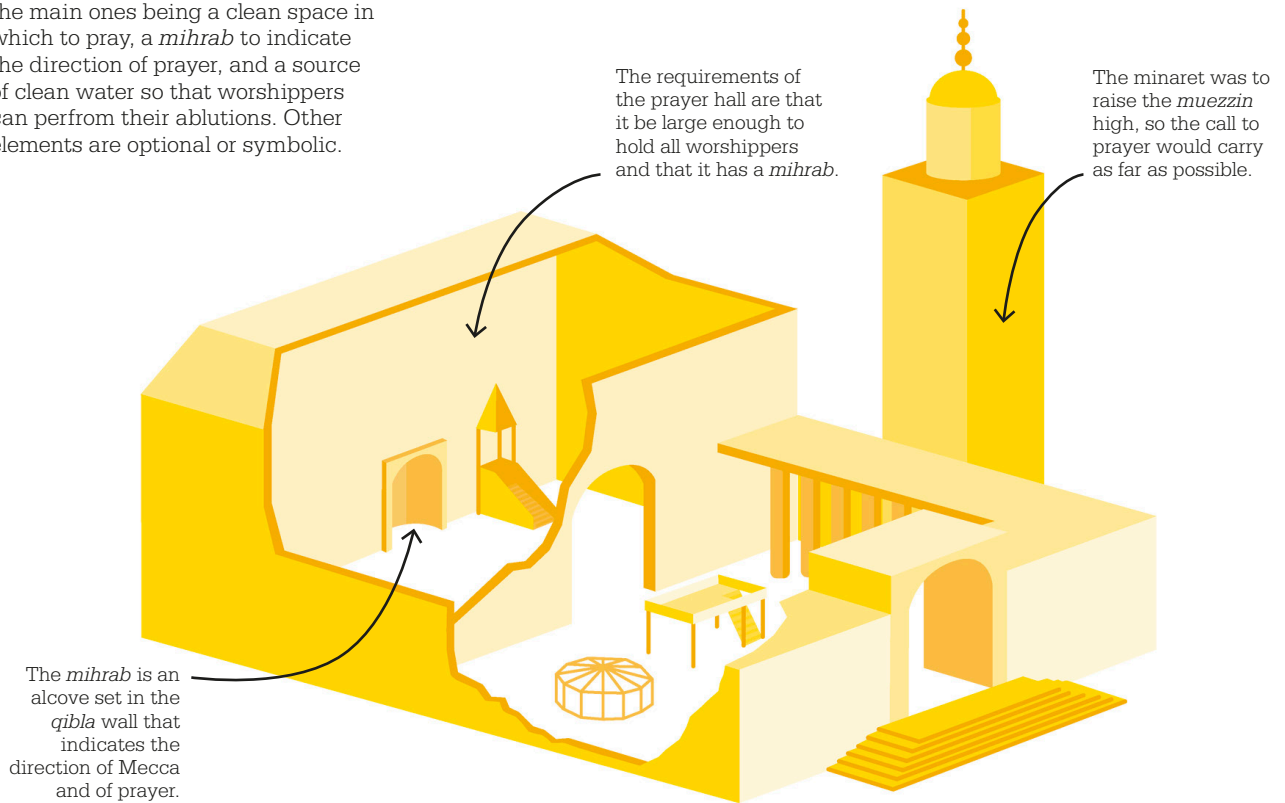 the main ones being a clean space in
which to pray, a mihrab to indicate
the direction of prayer, and a source
of clean water so that worshippers
can perfrom their ablutions. Other
elements are optional or symbolic.
The requirements of
the prayer hall are that
it be large enough to
hold all worshippers
and that it has a mihrab.
The minaret was to
raise the muezzin
high, so the call to
prayer would carry
as far as possible.
The mihrab is an
alcove set in the
qibla wall that
indicates the
direction of Mecca
and of prayer.